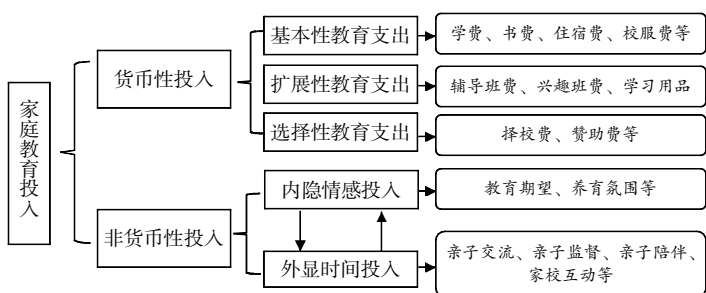 家庭教育投入
货币性投入
基本性教育支出
学费、书费、住宿费、校服费等
扩展性教育支出
辅导班费、兴趣班费、学习用品
选择性教育支出
择校费、赞助费等
非货币性投入
内隐情感投入
教育期望、养育氛围等
外显时间投入
亲子交流、亲子监督、亲子陪伴、
家校互动等